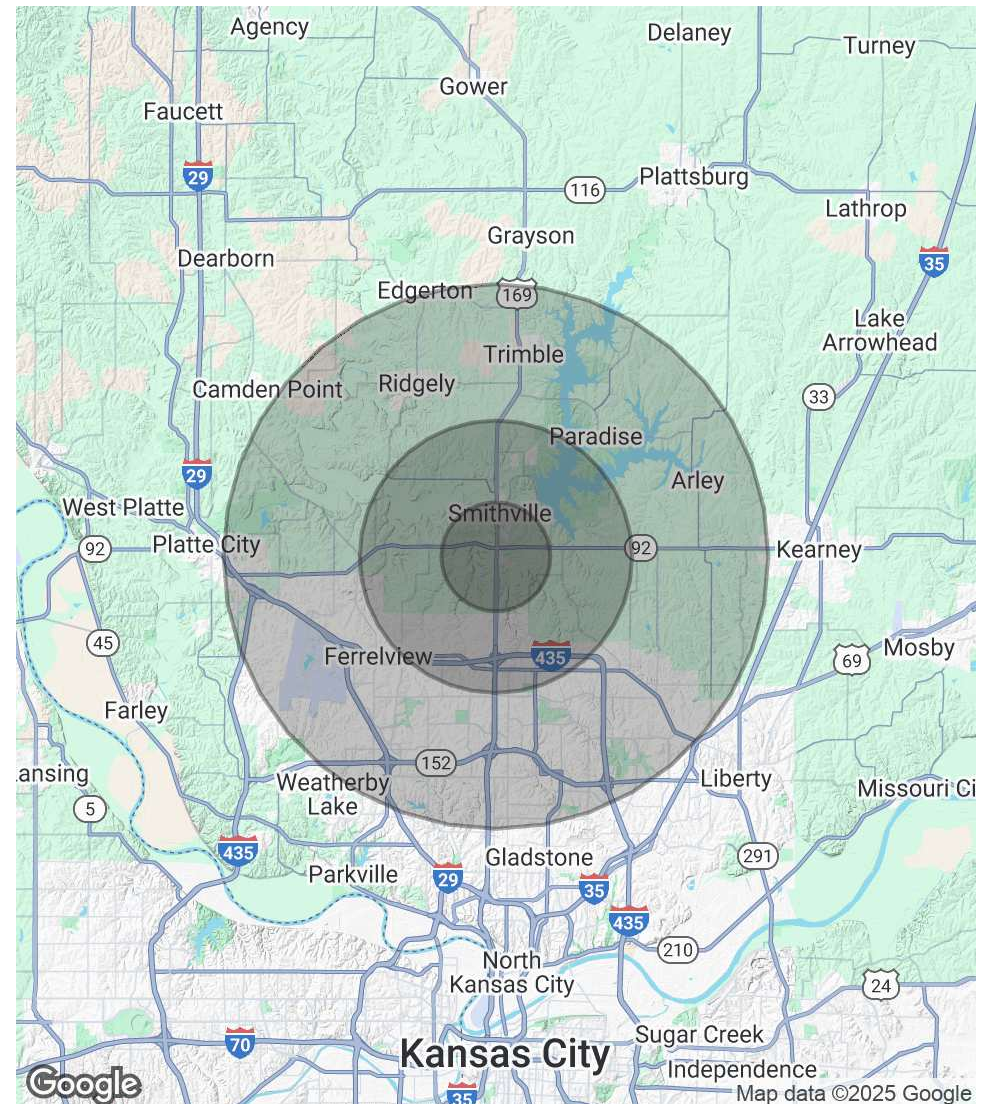 Agency
Delaney
Turney
Gower
Faucett
29
Plattsburg
116
Lathrop
Grayson
Dearborn
35
Edgerton
169
Lake
Arrowhead
Trimble
Camden Point
Ridgely
33
Paradise
29
Arley
West Platte
Smithville
92
Platte City
92
Kearney
45
Ferrelview
435
69
Mosby
Farley
152
ansing
Weatherby
Lake
Liberty
Missouri Ci
5
435
Gladstone
291
Parkville
29
35
435
210
North
Kansas City
24
Sugar Creek
70
Kansas City
Independence
Google
35
Map data ©2025 Google